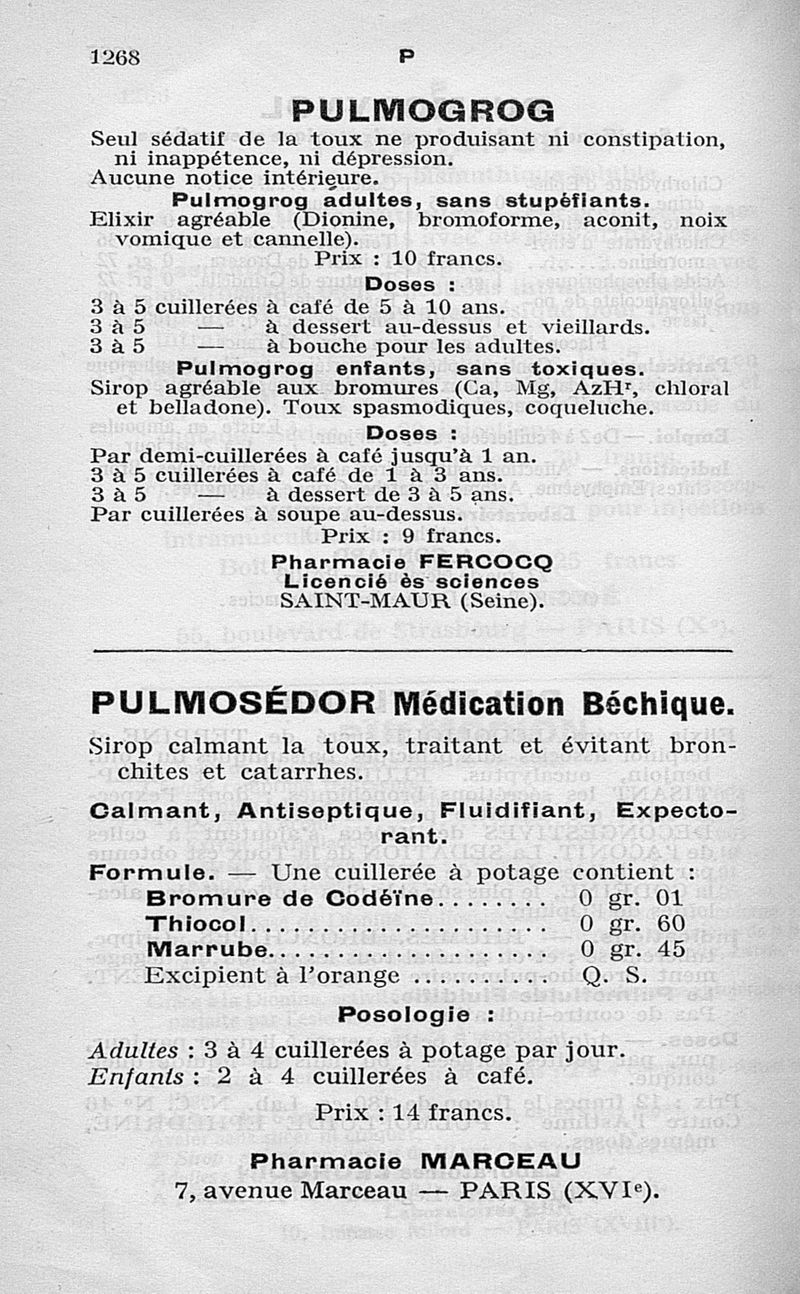 1268 P
PULMOGROG
Seul sédatif de la toux ne produisant ni constipation,
ni inappétence, ni dépression.
Aucune notice intérieure.
Pulmogrog adultes, sans stupéfiants.
Elixir agréable (Dionine, bromoforme, aconit, noix
vomique et cannelle).
Prix : 10 francs.
Doses :
3 à 5 cuillerées à café de 5 à 10 ans.
3 à 5 — à dessert au-dessus et vieillards.
3 à 5 — à bouche pour les adultes.
Pulmogrog enfants, sans toxiques.
Sirop agréable aux bromures (Ca, Mg, AzHʳ, chloral
et belladone). Toux spasmodiques, coqueluche.
Doses :
Par demi-cuillerées à café jusqu'à 1 an.
3 à 5 cuillerées à café de 1 à 3 ans.
3 à 5 — à dessert de 3 à 5 ans.
Par cuillerées à soupe au-dessus.
Prix : 9 francs.
Pharmacie FERCOCQ
Licencié ès sciences
SAINT-MAUR (Seine).
PULMOSÉDOR Médication Béchique.
Sirop calmant la toux, traitant et évitant bron-
chites et catarrhes.
Calmant, Antiseptique, Fluidifiant, Expecto-
rant.
Formule. — Une cuillerée à potage contient :
Bromure de Codéïne........ 0 gr. 01
Thiocol...................... 0 gr. 60
Marrube..................... 0 gr. 45
Excipient à l'orange .......... Q. S.
Posologie :
Adultes : 3 à 4 cuillerées à potage par jour.
Enfants : 2 à 4 cuillerées à café.
Prix : 14 francs.
Pharmacie MARCEAU
7, avenue Marceau — PARIS (XVIᵉ).